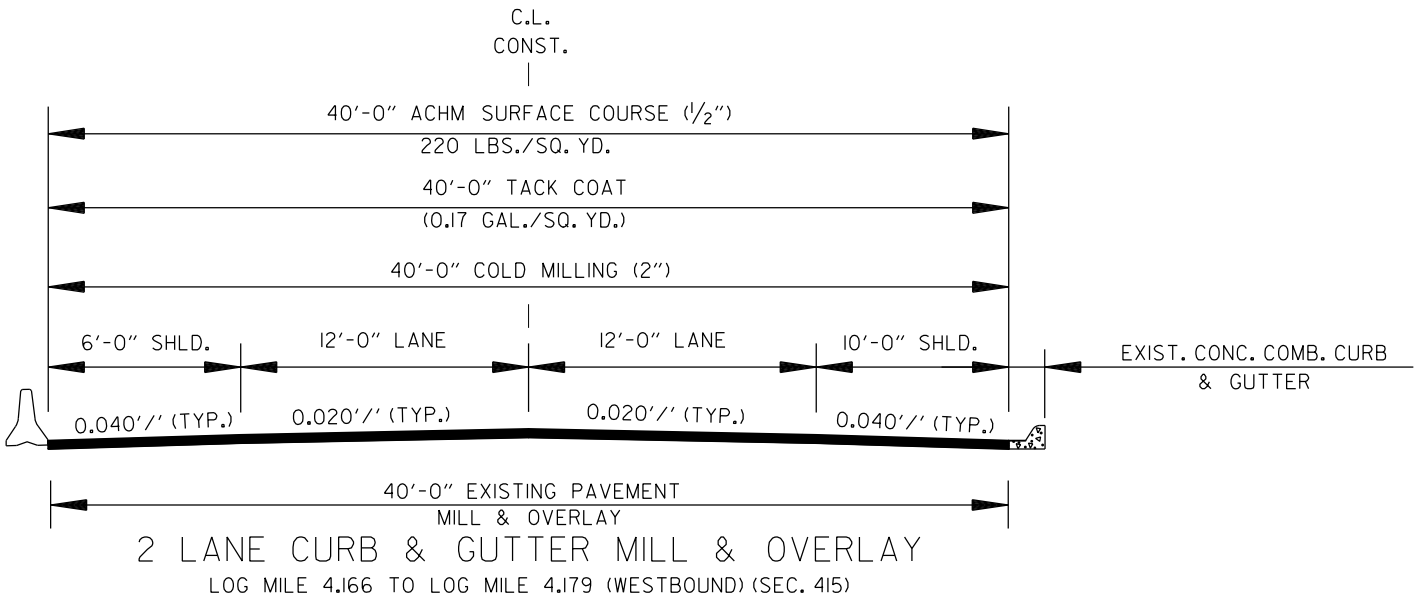 C.L.
CONST.
40'-0" ACHM SURFACE COURSE (1/2")
220 LBS./SQ. YD.
40'-0" TACK COAT
(0.17 GAL./SQ. YD.)
40'-0" COLD MILLING (2")
6'-0" SHLD.
12'-0" LANE
12'-0" LANE
10'-0" SHLD.
EXIST. CONC. COMB. CURB
& GUTTER
0.040'/' (TYP.)
0.020'/' (TYP.)
0.020'/' (TYP.)
0.040'/' (TYP.)
40'-0" EXISTING PAVEMENT
MILL & OVERLAY
2 LANE CURB & GUTTER MILL & OVERLAY
LOG MILE 4.166 TO LOG MILE 4.179 (WESTBOUND) (SEC. 415)